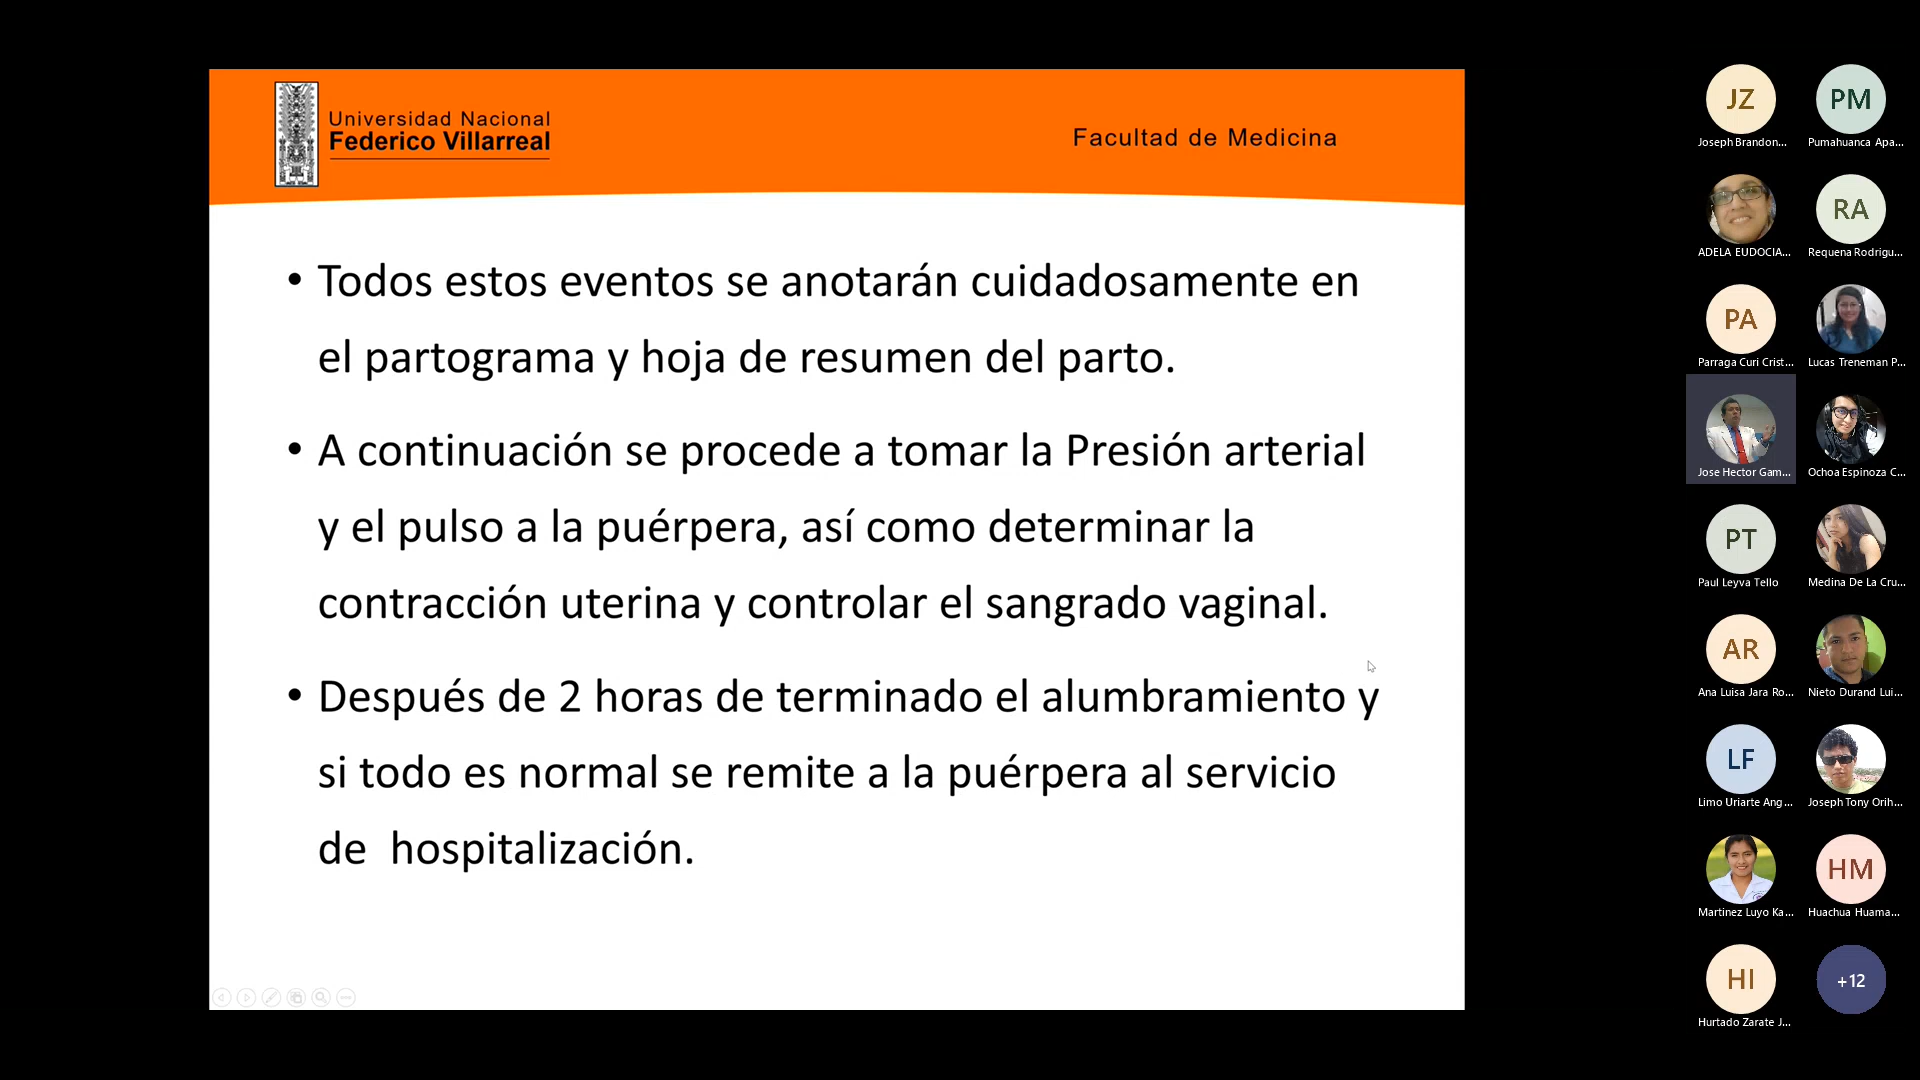 Universidad Nacional
Federico Villarreal
Facultad de Medicina
• Todos estos eventos se anotarán cuidadosamente en
el partograma y hoja de resumen del parto.
• A continuación se procede a tomar la Presión arterial
y el pulso a la puérpera, así como determinar la
contracción uterina y controlar el sangrado vaginal.
• Después de 2 horas de terminado el alumbramiento y
si todo es normal se remite a la puérpera al servicio
de  hospitalización.
JZ
Joseph Brandon...
PM
Pumahuanca Apa...
ADELA EUDOCIA...
RA
Requena Rodrigu...
PA
Parraga Curi Crist...
Lucas Treneman P...
Jose Hector Gam...
Ochoa Espinoza C...
PT
Paul Leyva Tello
Medina De La Cru...
AR
Ana Luisa Jara Ro...
Nieto Durand Lui...
LF
Limo Uriarte Ang...
Joseph Tony Orih...
Martinez Luyo Ka...
HM
Huachua Huama...
HI
Hurtado Zarate J...
+12